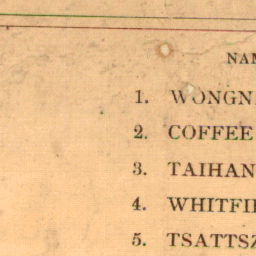 NAM
1. WONGN
2. COFFEE
3. TAIHAN
4. WHITFI
5. TSATTSZ